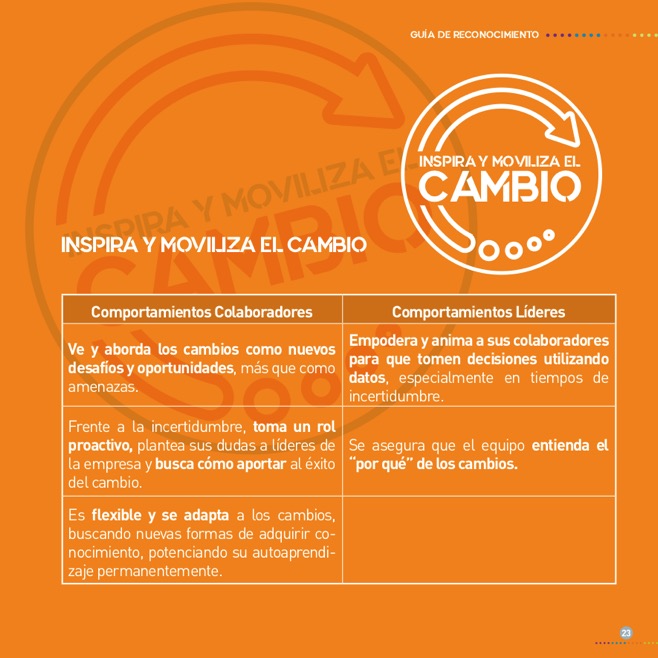 GUÍA DE RECONOCIMIENTO
INSPIRA Y MOVILIZA EL
CAMBIO
INSPIRA Y MOVILIZA EL
CAMBIO
INSPIRA Y MOVILIZA EL CAMBIO
Comportamientos Colaboradores
Comportamientos Líderes
Ve y aborda los cambios como nuevos
desafíos y oportunidades, más que como
amenazas.
Empodera y anima a sus colaboradores
para que tomen decisiones utilizando
datos, especialmente en tiempos de
incertidumbre.
Frente a la incertidumbre, toma un rol
proactivo, plantea sus dudas a líderes de
la empresa y busca cómo aportar al éxito
del cambio.
Se asegura que el equipo entienda el
“por qué” de los cambios.
Es flexible y se adapta a los cambios,
buscando nuevas formas de adquirir co-
nocimiento, potenciando su autoaprendi-
zaje permanentemente.
23